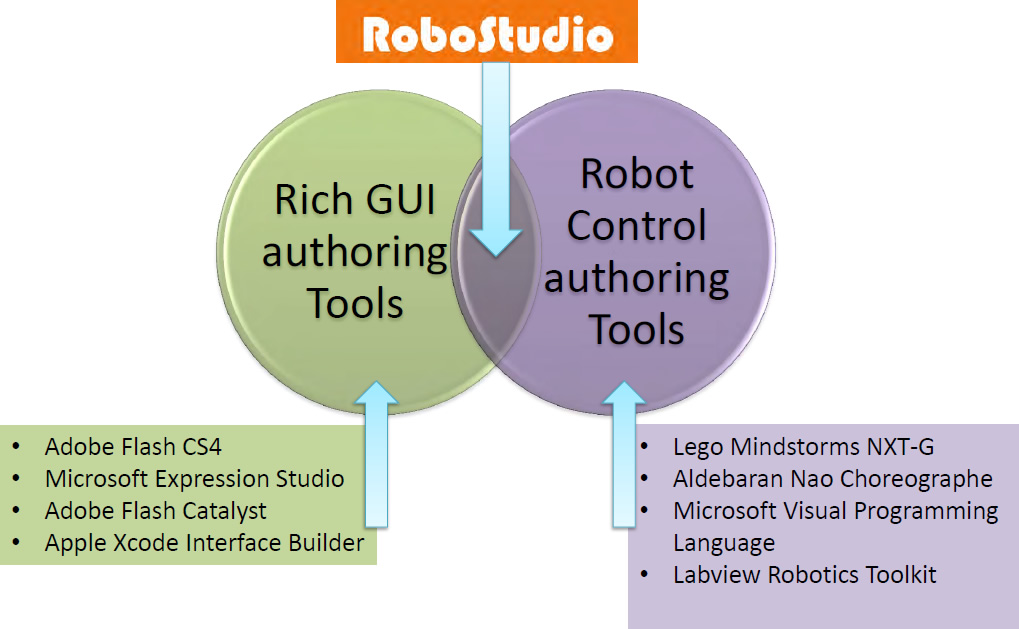 RoboStudio
Rich GUI
authoring
Tools
Robot
Control
authoring
Tools
• Adobe Flash CS4
• Microsoft Expression Studio
• Adobe Flash Catalyst
• Apple Xcode Interface Builder
• Lego Mindstorms NXT-G
• Aldebaran Nao Choreographe
• Microsoft Visual Programming
Language
• Labview Robotics Toolkit